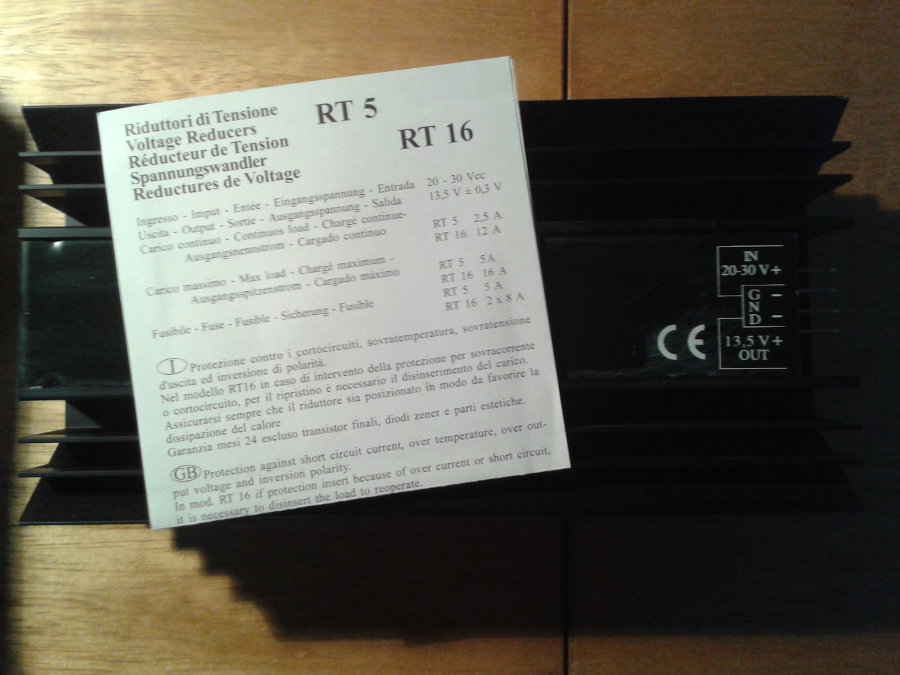 Riduttori di Tensione
Voltage Reducers
Réducteur de Tension
Spannungswandler
Reductures de Voltage
RT 5
RT 16
Ingresso - Imput - Entée - Eingangsspannung - Entrada 20 - 30 Vcc
Uscita - Output - Sortie - Ausgangsspannung - Salida 13,5 V ± 0,3 V
Carico continuo - Continuos load - Chargé continue- RT 5 2,5 A
Ausgangsnennstrom - Cargado continuo RT 16 12 A
Carico massimo - Max load - Chargé maximum - RT 5 5A
Ausgangsspitzenstrom - Cargado máximo RT 16 16 A
Fusibile - Fuse - Fusible - Sicherung - Fusible RT 5 5 A
RT 16 2 x 8 A
I Protezione contro i cortocircuiti, sovratemperatura, sovratensione
d'uscita ed inversione di polarità.
Nel modello RT16 in caso di intervento della protezione per sovracorrente
o cortocircuito, per il ripristino è necessario il disinserimento del carico.
Assicurarsi sempre che il riduttore sia posizionato in modo da favorire la
dissipazione del calore
Garanzia mesi 24 escluso transistor finali, diodi zener e parti estetiche.
GB Protection against short circuit current, over temperature, over out-
put voltage and inversion polarity.
In mod. RT 16 if protection insert because of over current or short circuit,
it is necessary to disinsert the load to reoperate.
CE
IN
20-30 V+
GND
–
–
13,5 V+
OUT